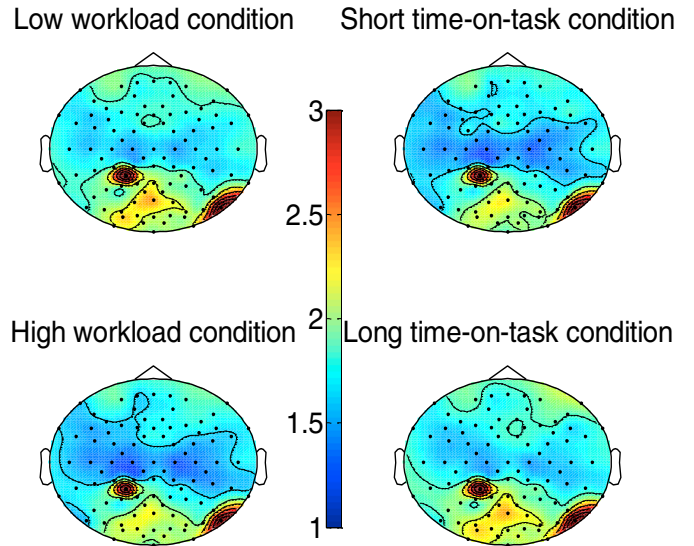 Low workload condition
Short time-on-task condition
3
2.5
2
High workload condition
Long time-on-task condition
1.5
1